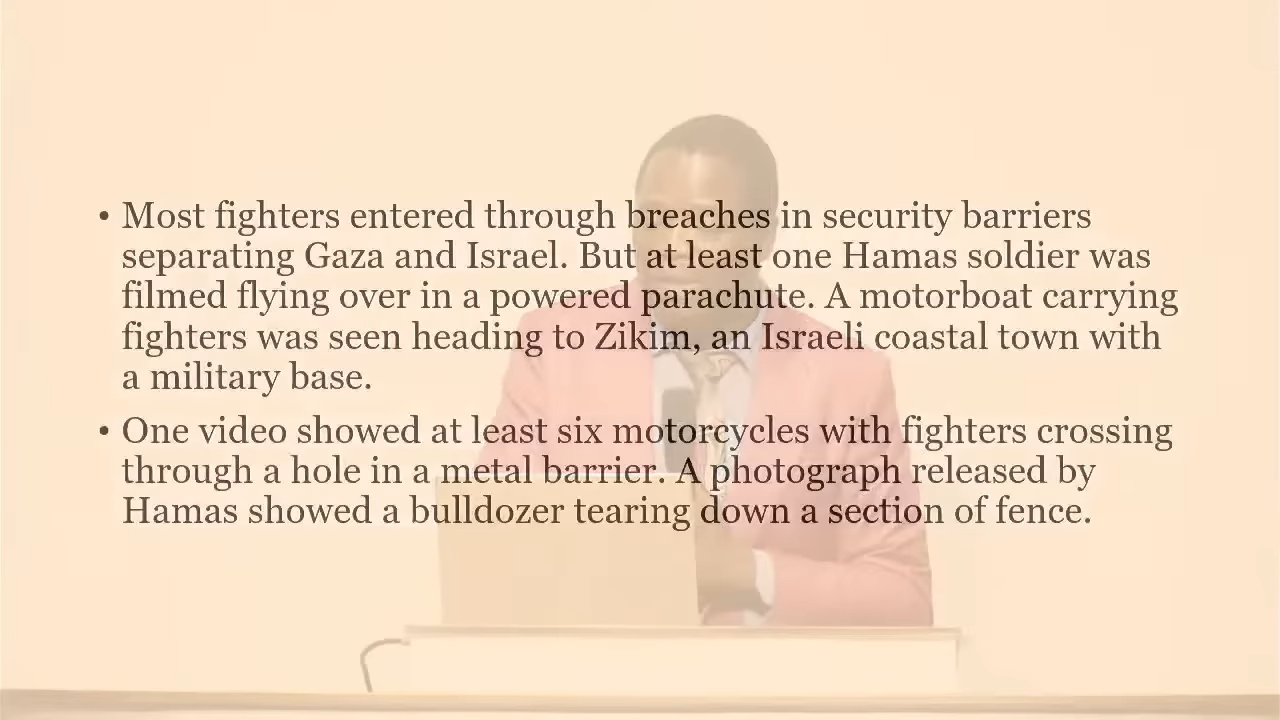 • Most fighters entered through breaches in security barriers
separating Gaza and Israel. But at least one Hamas soldier was
filmed flying over in a powered parachute. A motorboat carrying
fighters was seen heading to Zikim, an Israeli coastal town with
a military base.
• One video showed at least six motorcycles with fighters crossing
through a hole in a metal barrier. A photograph released by
Hamas showed a bulldozer tearing down a section of fence.